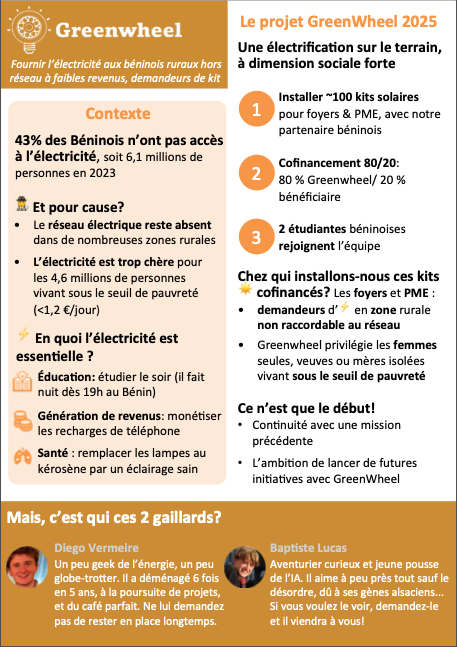 Greenwheel
Fournir l’électricité aux béninois ruraux hors
réseau à faibles revenus, demandeurs de kit
Contexte
43% des Béninois n’ont pas accès
à l’électricité, soit 6,1 millions de
personnes en 2023
Et pour cause?
• Le réseau électrique reste absent
dans de nombreuses zones rurales
• L’électricité est trop chère pour
les 4,6 millions de personnes
vivant sous le seuil de pauvreté
(<1,2 €/jour)
⚡ En quoi l’électricité est
essentielle ?
Éducation: étudier le soir (il fait
nuit dès 19h au Bénin)
Génération de revenus: monétiser
les recharges de téléphone
Santé : remplacer les lampes au
kérosène par un éclairage sain
Le projet GreenWheel 2025
Une électrification sur le terrain,
à dimension sociale forte
1
Installer ~100 kits solaires
pour foyers & PME, avec notre
partenaire béninois
2
Cofinancement 80/20:
80 % Greenwheel/ 20 %
bénéficiaire
3
2 étudiantes béninoises
rejoignent l’équipe
Chez qui installons-nous ces kits
cofinancés? Les foyers et PME :
• demandeurs d’⚡ en zone rurale
non raccordable au réseau
• Greenwheel privilégie les femmes
seules, veuves ou mères isolées
vivant sous le seuil de pauvreté
Ce n’est que le début!
• Continuité avec une mission
précédente
• L’ambition de lancer de futures
initiatives avec GreenWheel
Mais, c’est qui ces 2 gaillards?
Diego Vermeire
Un peu geek de l’énergie, un peu
globe-trotter. Il a déménagé 6 fois
en 5 ans, à la poursuite de projets,
et du café parfait. Ne lui demandez
pas de rester en place longtemps.
Baptiste Lucas
Aventurier curieux et jeune pousse
de l’IA. Il aime à peu près tout sauf le
désordre, dû à ses gènes alsaciens...
Si vous voulez le voir, demandez-le
et il viendra à vous!